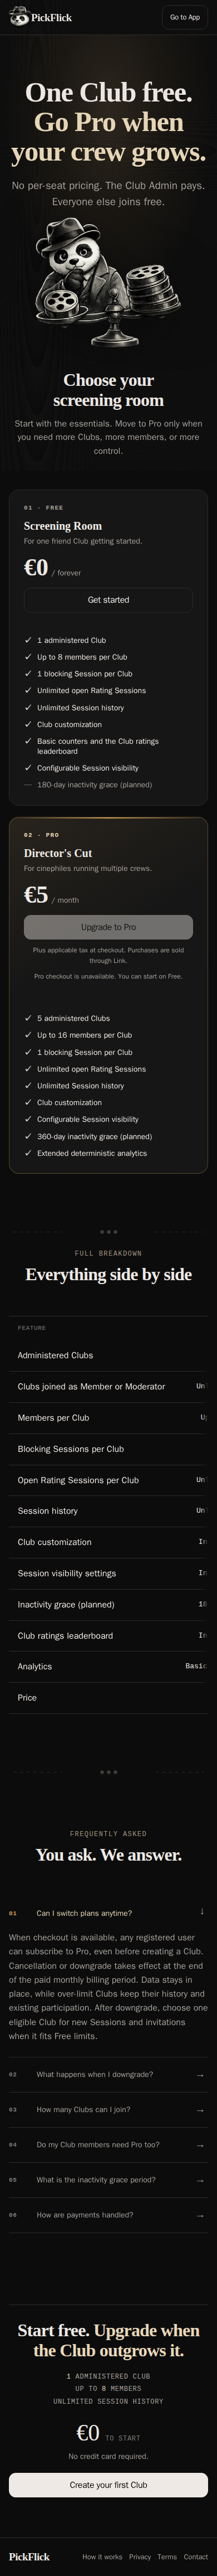 PickFlick
Go to App
One Club free.
Go Pro when
your crew grows.
No per-seat pricing. The Club Admin pays.
Everyone else joins free.
Choose your
screening room
Start with the essentials. Move to Pro only when
you need more Clubs, more members, or more
control.
01 · FREE
Screening Room
For one friend Club getting started.
€0 / forever
Get started
✓ 1 administered Club
✓ Up to 8 members per Club
✓ 1 blocking Session per Club
✓ Unlimited open Rating Sessions
✓ Unlimited Session history
✓ Club customization
✓ Basic counters and the Club ratings
leaderboard
✓ Configurable Session visibility
— 180-day inactivity grace (planned)
02 · PRO
Director's Cut
For cinephiles running multiple crews.
€5 / month
Upgrade to Pro
Plus applicable tax at checkout. Purchases are sold
through Link.
Pro checkout is unavailable. You can start on Free.
✓ 5 administered Clubs
✓ Up to 16 members per Club
✓ 1 blocking Session per Club
✓ Unlimited open Rating Sessions
✓ Unlimited Session history
✓ Club customization
✓ Configurable Session visibility
✓ 360-day inactivity grace (planned)
✓ Extended deterministic analytics
FULL BREAKDOWN
Everything side by side
FEATURE
Administered Clubs
Clubs joined as Member or Moderator
Members per Club
Blocking Sessions per Club
Open Rating Sessions per Club
Session history
Club customization
Session visibility settings
Inactivity grace (planned)
Club ratings leaderboard
Analytics Basic
Price
FREQUENTLY ASKED
You ask. We answer.
01 Can I switch plans anytime? ↓
When checkout is available, any registered user
can subscribe to Pro, even before creating a Club.
Cancellation or downgrade takes effect at the end
of the paid monthly billing period. Data stays in
place, while over-limit Clubs keep their history and
existing participation. After downgrade, choose one
eligible Club for new Sessions and invitations
when it fits Free limits.
02 What happens when I downgrade? →
03 How many Clubs can I join? →
04 Do my Club members need Pro too? →
05 What is the inactivity grace period? →
06 How are payments handled? →
Start free. Upgrade when
the Club outgrows it.
1 ADMINISTERED CLUB
UP TO 8 MEMBERS
UNLIMITED SESSION HISTORY
€0 TO START
No credit card required.
Create your first Club
PickFlick
How it works Privacy Terms Contact